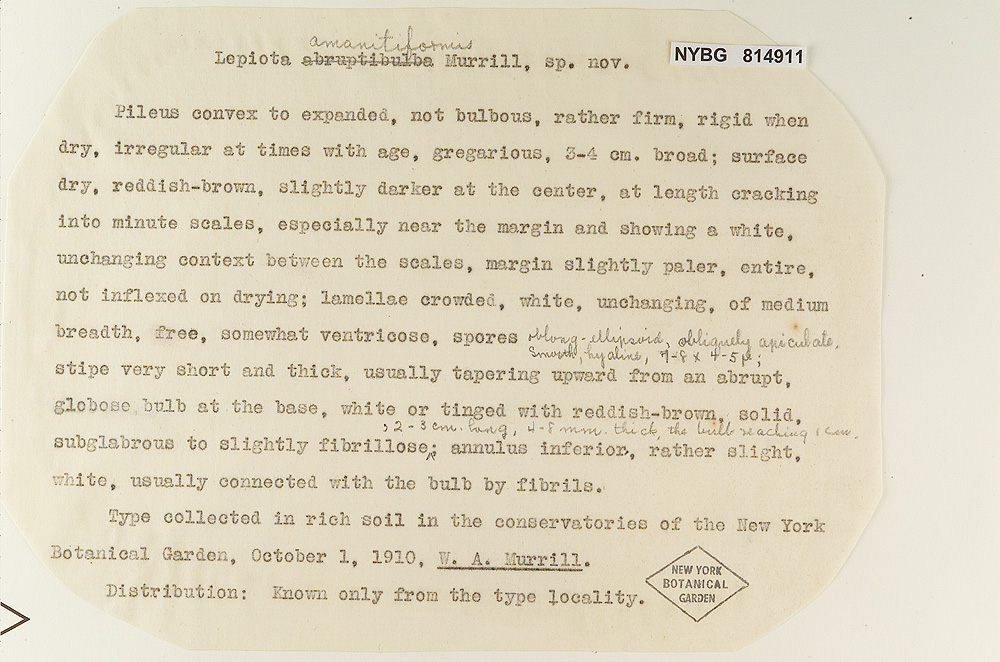 amanitiformis
Lepiota abruptibulba Murrill, sp. nov.
NYBG 814911
Pileus convex to expanded, not bulbous, rather firm, rigid when
dry, irregular at times with age, gregarious, 3-4 cm. broad; surface
dry, reddish-brown, slightly darker at the center, at length cracking
into minute scales, especially near the margin and showing a white,
unchanging context between the scales, margin slightly paler, entire,
not inflexed on drying; lamellae crowded, white, unchanging, of medium
breadth, free, somewhat ventricose, spores oblong-ellipsoid, obliquely apiculate,
smooth, hyaline, 7-8 x 4-5µ;
stipe very short and thick, usually tapering upward from an abrupt,
globose bulb at the base, white or tinged with reddish-brown, solid,
, 2-3 cm. long, 4-8 mm. thick, the bulb reaching 1 cm.
subglabrous to slightly fibrillose; annulus inferior, rather slight,
white, usually connected with the bulb by fibrils.
Type collected in rich soil in the conservatories of the New York
Botanical Garden, October 1, 1910, W. A. Murrill.
Distribution: Known only from the type locality.
NEW YORK
BOTANICAL
GARDEN